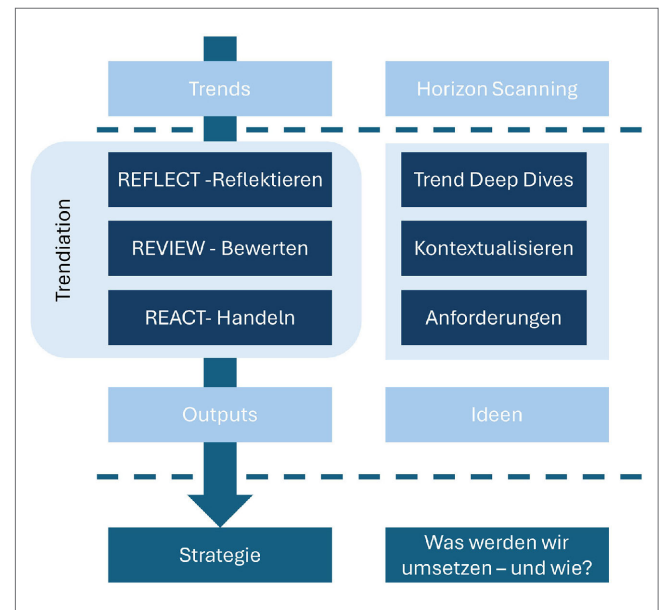 Trends
Horizon Scanning
Trendiation
REFLECT -Reflektieren
Trend Deep Dives
REVIEW - Bewerten
Kontextualisieren
REACT- Handeln
Anforderungen
Outputs
Ideen
Strategie
Was werden wir
umsetzen – und wie?